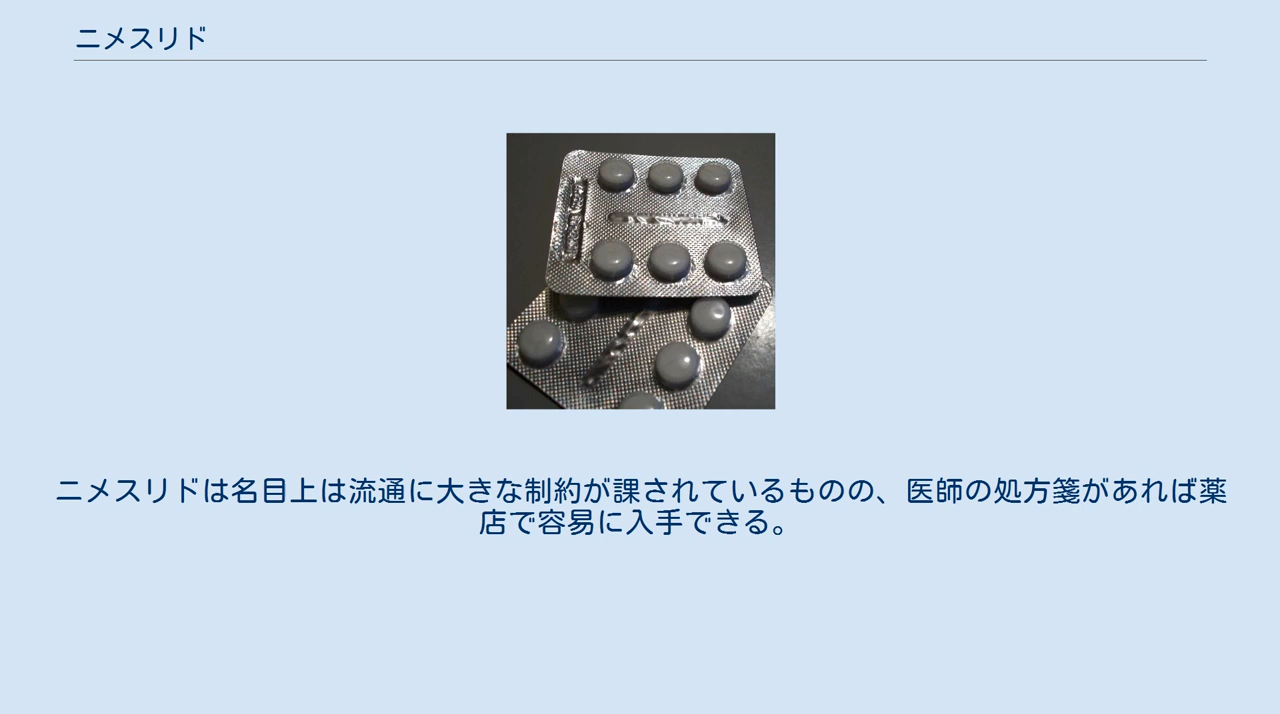 ニメスリド
ニメスリドは名目上は流通に大きな制約が課されているものの、医師の処方箋があれば薬
店で容易に入手できる。